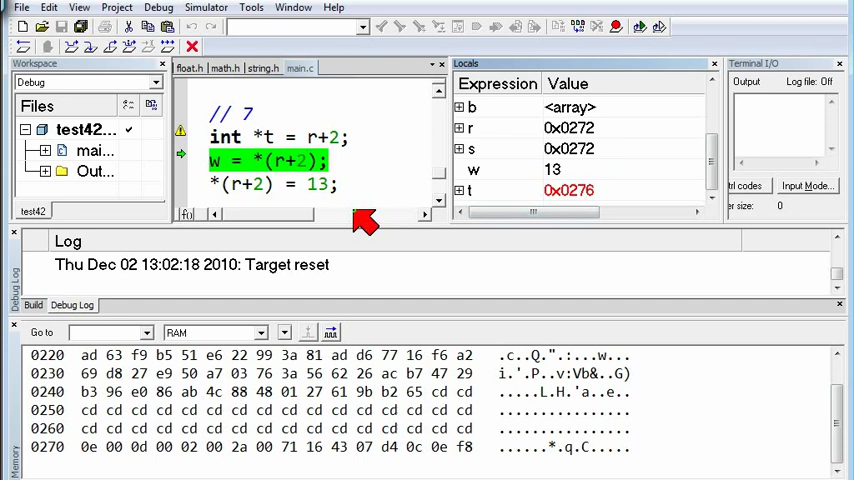 File Edit View Project Debug Simulator Tools Window Help
Workspace
Debug
Files
test42...
mai...
Out...
test42
float.h math.h string.h main.c
// 7
int *t = r+2;
w = *(r+2);
*(r+2) = 13;
f()
Locals
Expression Value
b <array>
r 0x0272
s 0x0272
w 13
t 0x0276
Terminal I/O
Output Log file: Off
trl codes Input Mode...
er size: 0
Debug Log
Log
Thu Dec 02 13:02:18 2010: Target reset
Build Debug Log
Memory
Go to RAM
0220 ad 63 f9 b5 51 e6 22 99 3a 81 ad d6 77 16 f6 a2 .c..Q.".:...w...
0230 69 d8 27 e9 50 a7 03 76 3a 56 62 26 ac b7 47 29 i.'.P..v:Vb&..G)
0240 b3 96 e0 86 ab 4c 88 48 01 27 61 9b b2 65 cd cd .....L.H.'a..e..
0250 cd cd cd cd cd cd cd cd cd cd cd cd cd cd cd cd ................
0260 cd cd cd cd cd cd cd cd cd cd cd cd cd cd cd cd ................
0270 0e 00 0d 00 02 00 2a 00 71 16 43 07 d4 0c 0e f8 ......*.q.C.....